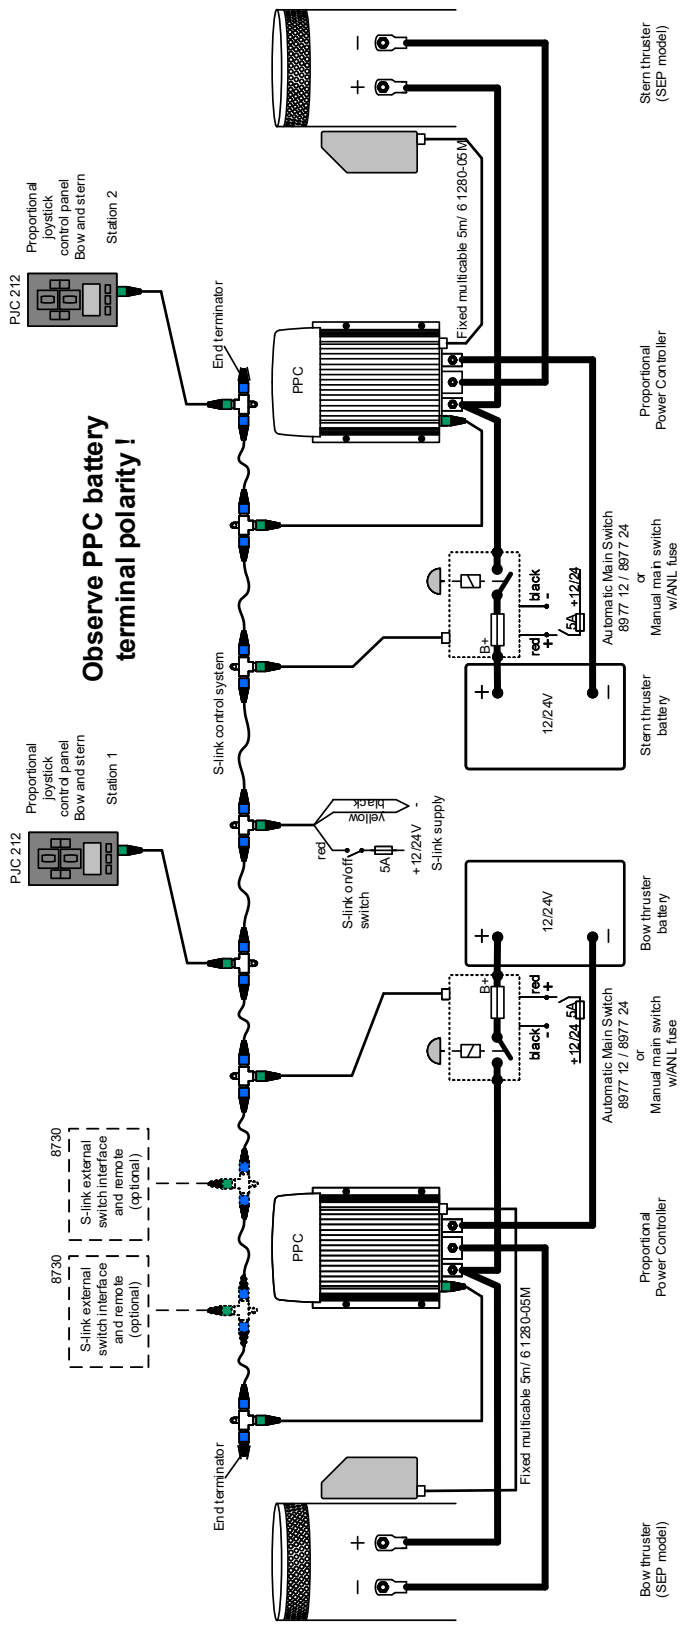 PJC 212
Proportional
joystick
control panel
Bow and stern
Station 1
PJC 212
Proportional
joystick
control panel
Bow and stern
Station 2
Observe PPC battery
terminal polarity !
8730
S-link external
switch interface
and remote
(optional)
8730
S-link external
switch interface
and remote
(optional)
End terminator
S-link control system
End terminator
PPC
PPC
red
yellow
black
S-link on/off
switch
5A
+12/24V
-
S-link supply
Fixed multicable 5m/ 6 1280-05M
Fixed multicable 5m/ 6 1280-05M
- +
+ -
B+
black
-
red
+
+12/24
5A
B+
red
+
black
-
5A
+12/24
+
12/24V
-
+
12/24V
-
Bow thruster
(SEP model)
Proportional
Power Controller
Automatic Main Switch
8977 12 / 8977 24
or
Manual main switch
w/ANL fuse
Bow thruster
battery
Stern thruster
battery
Automatic Main Switch
8977 12 / 8977 24
or
Manual main switch
w/ANL fuse
Proportional
Power Controller
Stern thruster
(SEP model)